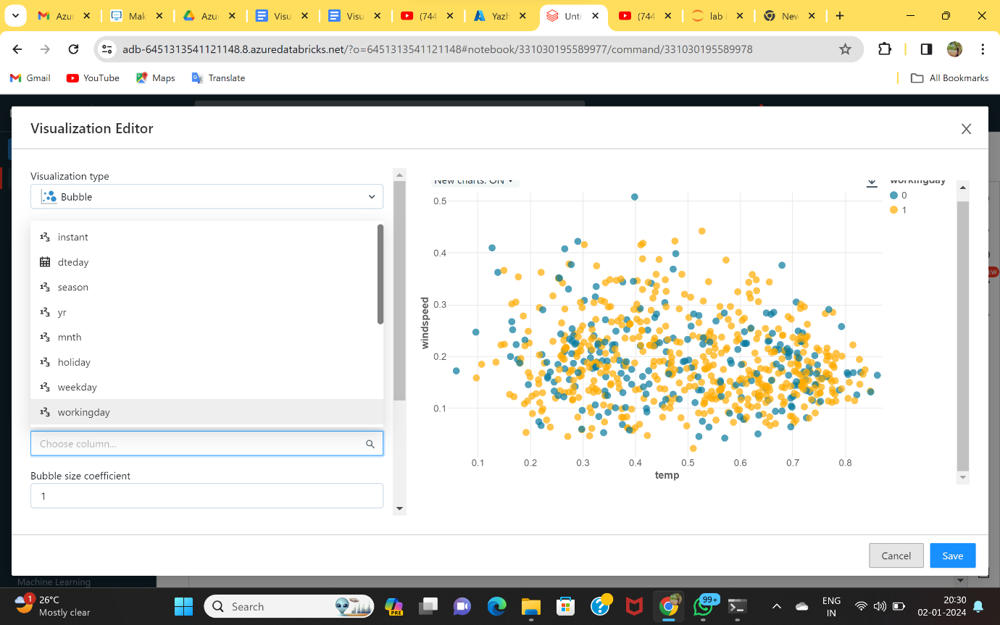 Azur
Mak
Azu
Visu
Visu
(744
Yazh
Unti
(744
lab
New
adb-6451313541121148.8.azuredatabricks.net/?o=6451313541121148#notebook/331030195589977/command/331030195589978
Gmail
YouTube
Maps
Translate
All Bookmarks
Visualization Editor
Visualization type
Bubble
instant
dteday
season
yr
mnth
holiday
weekday
workingday
Choose column...
Bubble size coefficient
1
New charts: ON
workingday
0
1
0.5
0.4
0.3
0.2
0.1
windspeed
0.1 0.2 0.3 0.4 0.5 0.6 0.7 0.8
temp
Cancel
Save
Machine Learning
1
26°C
Mostly clear
Search
PRE
99+
ENG
IN
20:30
02-01-2024